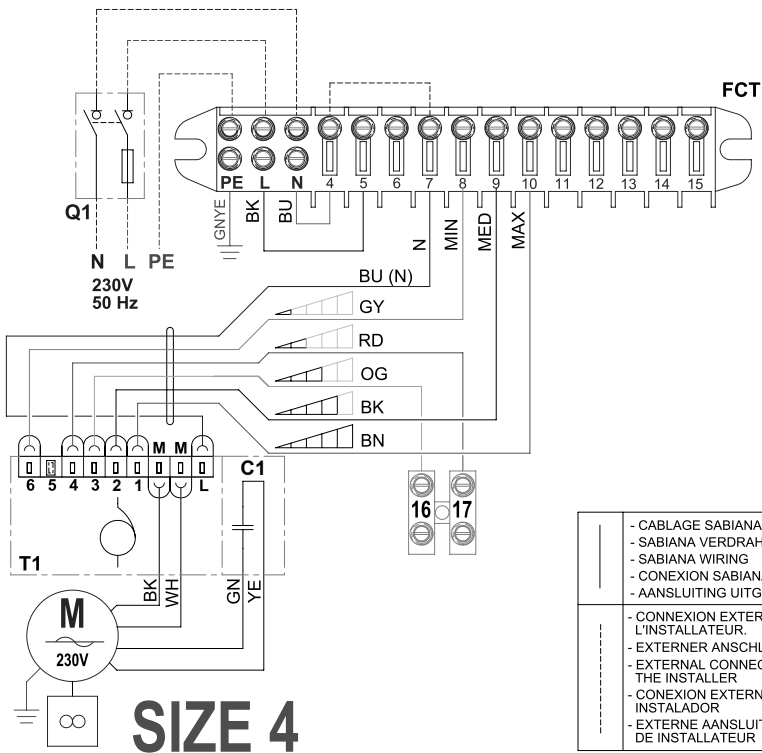 FCT
PE L N 4 5 6 7 8 9 10 11 12 13 14 15
Q1
GNYE
BK
BU
N
MIN
MED
MAX
N L PE
230V
50 Hz
BU (N)
GY
RD
OG
BK
BN
M M
6 5 4 3 2 1 L
C1
T1
16 17
BK
WH
GN
YE
M
230V
SIZE 4
- CABLAGE SABIANA
- SABIANA VERDRAH
- SABIANA WIRING
- CONEXION SABIANA
- AANSLUITING UITG
- CONNEXION EXTER
L'INSTALLATEUR.
- EXTERNER ANSCHL
- EXTERNAL CONNEC
THE INSTALLER
- CONEXION EXTERN
INSTALADOR
- EXTERNE AANSLUIT
DE INSTALLATEUR